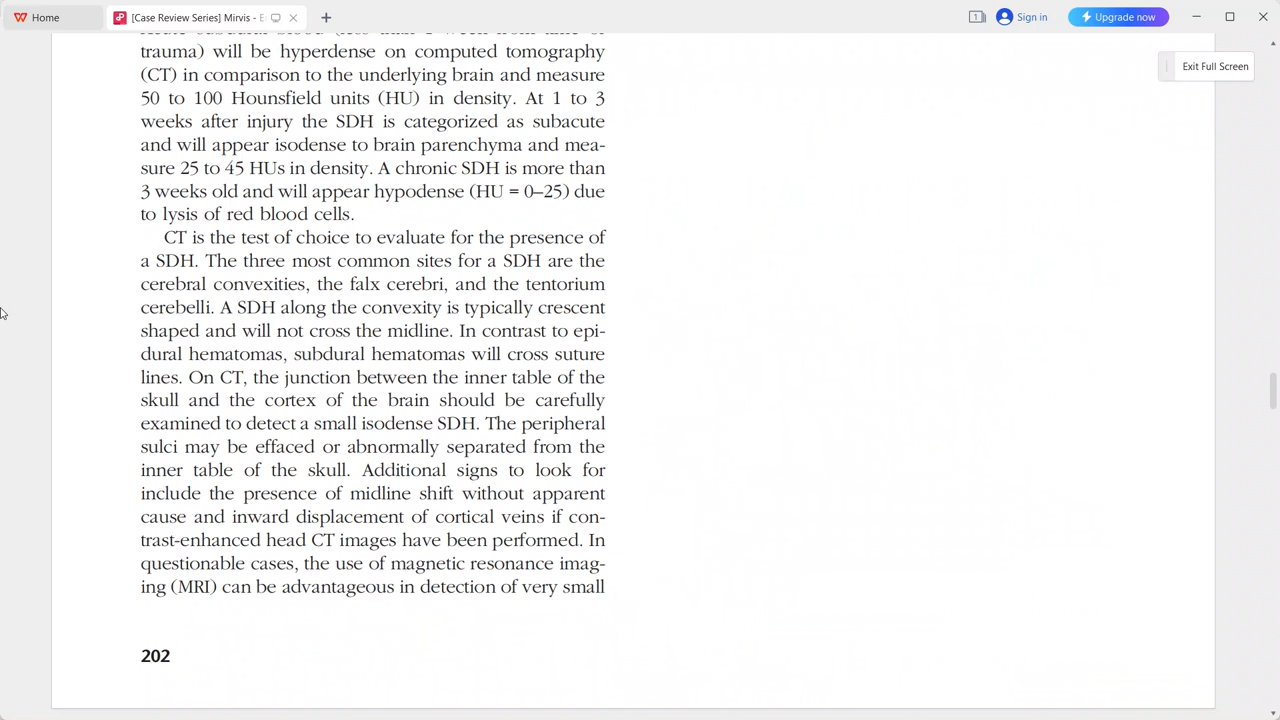 Home
[Case Review Series] Mirvis - E
1
Sign in
Upgrade now
Exit Full Screen
trauma) will be hyperdense on computed tomography
(CT) in comparison to the underlying brain and measure
50 to 100 Hounsfield units (HU) in density. At 1 to 3
weeks after injury the SDH is categorized as subacute
and will appear isodense to brain parenchyma and mea-
sure 25 to 45 HUs in density. A chronic SDH is more than
3 weeks old and will appear hypodense (HU = 0–25) due
to lysis of red blood cells.
CT is the test of choice to evaluate for the presence of
a SDH. The three most common sites for a SDH are the
cerebral convexities, the falx cerebri, and the tentorium
cerebelli. A SDH along the convexity is typically crescent
shaped and will not cross the midline. In contrast to epi-
dural hematomas, subdural hematomas will cross suture
lines. On CT, the junction between the inner table of the
skull and the cortex of the brain should be carefully
examined to detect a small isodense SDH. The peripheral
sulci may be effaced or abnormally separated from the
inner table of the skull. Additional signs to look for
include the presence of midline shift without apparent
cause and inward displacement of cortical veins if con-
trast-enhanced head CT images have been performed. In
questionable cases, the use of magnetic resonance imag-
ing (MRI) can be advantageous in detection of very small
202